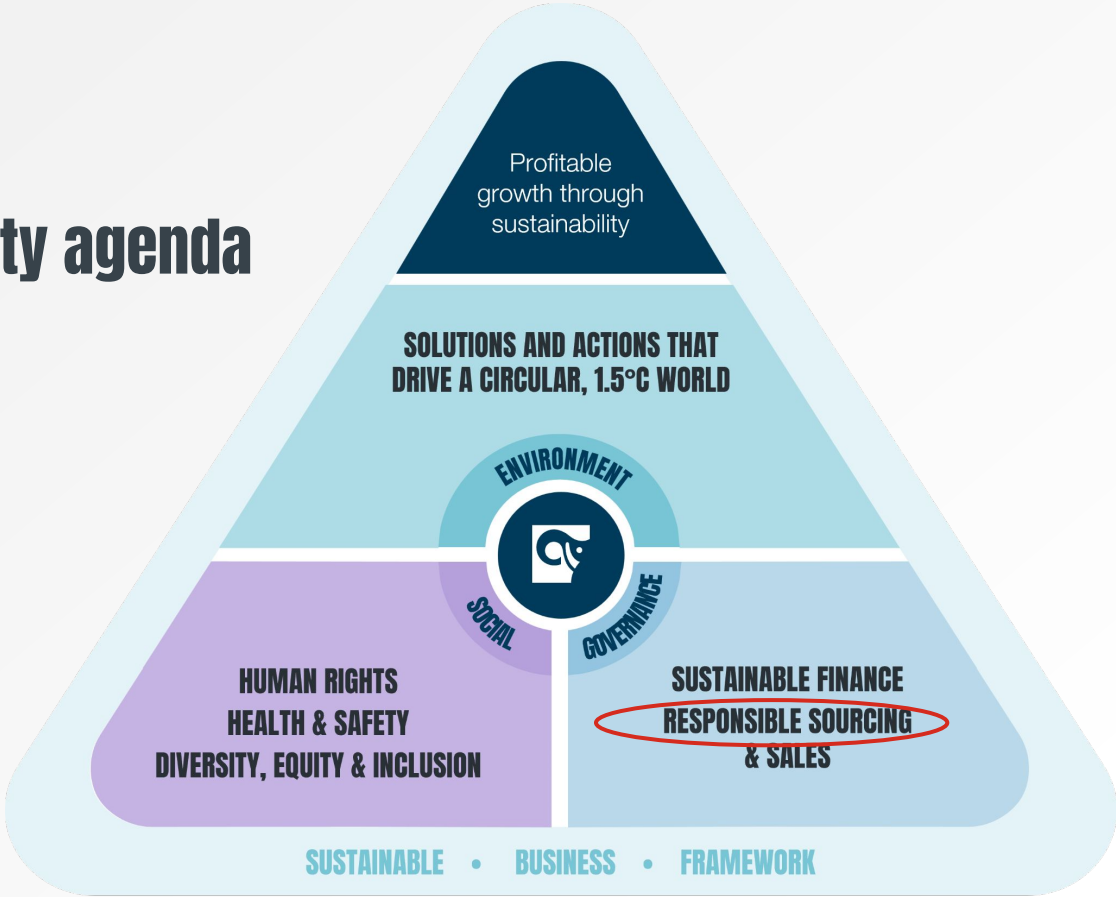 ty agenda
Profitable
growth through
sustainability
SOLUTIONS AND ACTIONS THAT
DRIVE A CIRCULAR, 1.5°C WORLD
ENVIRONMENT
SOCIAL
GOVERNANCE
HUMAN RIGHTS
HEALTH & SAFETY
DIVERSITY, EQUITY & INCLUSION
SUSTAINABLE FINANCE
RESPONSIBLE SOURCING
& SALES
SUSTAINABLE • BUSINESS • FRAMEWORK